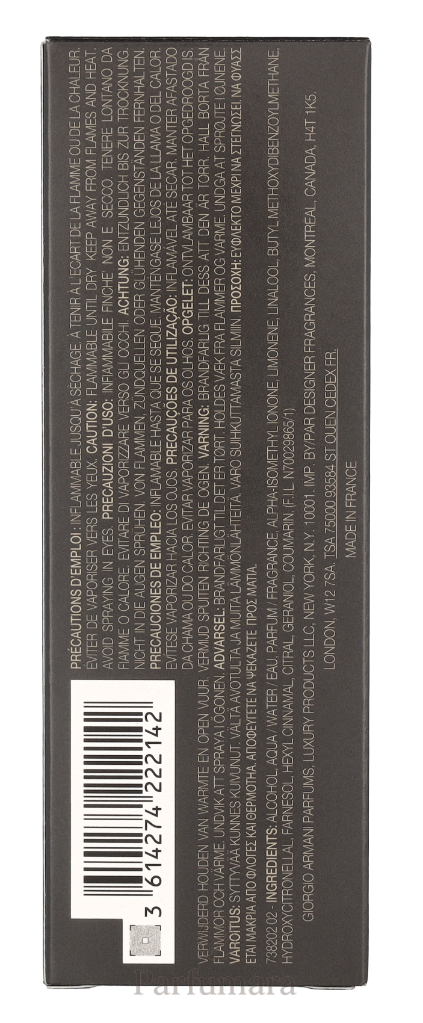 PRÉCAUTIONS D'EMPLOI: INFLAMMABLE JUSQU'À SÉCHAGE. À TENIR À L'ÉCART DE LA FLAMME OU DE LA CHALEUR.
ÉVITER DE VAPORISER VERS LES YEUX. CAUTION: FLAMMABLE UNTIL DRY. KEEP AWAY FROM FLAMES AND HEAT.
AVOID SPRAYING IN EYES. PRECAUZIONI D'USO: INFIAMMABILE FINCHE' NON E' SECCO. TENERE LONTANO DA
FIAMME O CALORE. EVITARE DI VAPORIZZARE VERSO GLI OCCHI. ACHTUNG: ENTZÜNDLICH BIS ZUR TROCKNUNG.
NICHT IN DIE AUGEN SPRÜHEN. VON FLAMMEN, ZÜNDQUELLEN ODER GLÜHENDEN GEGENSTÄNDEN FERNHALTEN.
PRECAUCIONES DE EMPLEO: INFLAMABLE HASTA QUE SE SEQUE. MANTÉNGASE LEJOS DE LA LLAMA O DEL CALOR.
EVÍTESE VAPORIZAR HACIA LOS OJOS. PRECAUÇÕES DE UTILIZAÇÃO: INFLAMÁVEL ATÉ SECAR. MANTER AFASTADO
DA CHAMA OU DO CALOR. EVITAR VAPORIZAR PARA OS OLHOS. OPGELET: ONTVLAMBAAR TOT HET OPGEDROOGD IS.
VERWIJDERD HOUDEN VAN WARMTE EN OPEN VUUR. VERMIJD SPUITEN RICHTING DE OGEN. VARNING: BRANDFARLIG TILL DESS ATT DEN ÄR TORR. HÅLL BORTA FRÅN
FLAMMOR OCH VÄRME. UNDVIK ATT SPRAYA I ÖGONEN. ADVARSEL: BRANDFARLIGT TIL DET ER TØRT. HOLDES VÆK FRA FLAMMER OG VARME. UNDGÅ AT SPRØJTE I ØJNENE.
VAROITUS: SYTTYVÄÄ KUNNES KUIVUNUT. VÄLTÄ AVOTULTA JA MUITA LÄMMÖNLÄHTEITÄ. VARO SUIHKUTTAMASTA SILMIIN. ΠΡΟΣΟΧΗ: ΕΥΦΛΕΚΤΟ ΜΕΧΡΙ ΝΑ ΣΤΕΓΝΩΣΕΙ. ΝΑ ΦΥΛΑΣΣ
ΕΤΑΙ ΜΑΚΡΙΑ ΑΠΟ ΦΛΟΓΕΣ ΚΑΙ ΘΕΡΜΟΤΗΤΑ. ΑΠΟΦΕΥΓΕΤΕ ΝΑ ΨΕΚΑΖΕΤΕ ΠΡΟΣ ΜΑΤΙΑ.
738202 02 - INGREDIENTS: ALCOHOL, AQUA / WATER / EAU, PARFUM / FRAGRANCE, ALPHA-ISOMETHYL IONONE, LIMONENE, LINALOOL, BUTYL METHOXYDIBENZOYLMETHANE,
HYDROXYCITRONELLAL, FARNESOL, HEXYL CINNAMAL, CITRAL, GERANIOL, COUMARIN. (F.I.L. N70029865/1)
GIORGIO ARMANI PARFUMS, LUXURY PRODUCTS LLC, NEW YORK, N.Y. 10001. IMP. BY/PAR DESIGNER FRAGRANCES, MONTREAL, CANADA, H4T 1K5.
LONDON, W12 7SA. TSA 75000 93584 ST OUEN CEDEX FR.
MADE IN FRANCE
3 614274 222142
Parfumara